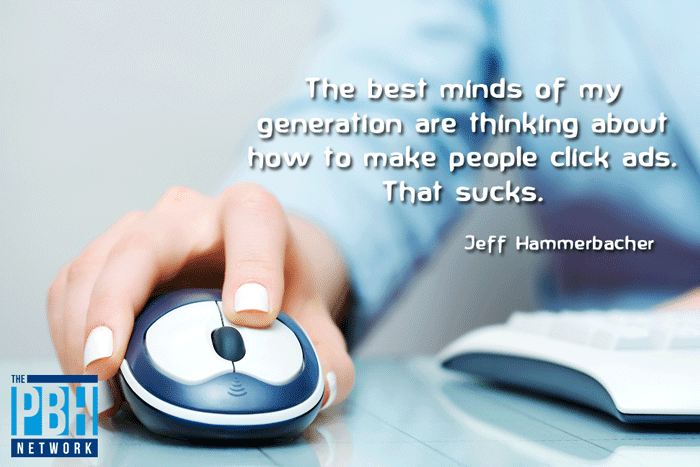 The best minds of my
generation are thinking about
how to make people click ads.
That sucks.
Jeff Hammerbacher
THE
PBH
NETWORK